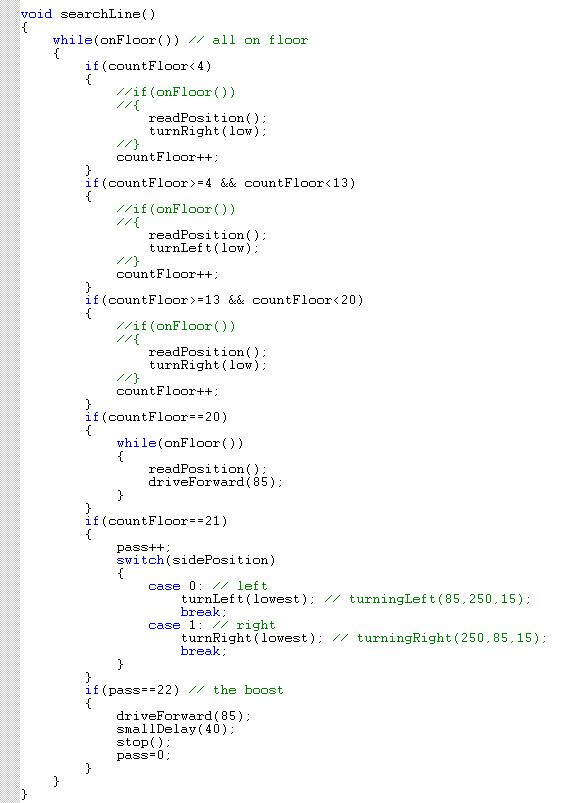 void searchLine()
{
    while(onFloor()) // all on floor
    {
        if(countFloor<4)
        {
            //if(onFloor())
            //{
                readPosition();
                turnRight(low);
            //}
            countFloor++;
        }
        if(countFloor>=4 && countFloor<13)
        {
            //if(onFloor())
            //{
                readPosition();
                turnLeft(low);
            //}
            countFloor++;
        }
        if(countFloor>=13 && countFloor<20)
        {
            //if(onFloor())
            //{
                readPosition();
                turnRight(low);
            //}
            countFloor++;
        }
        if(countFloor==20)
        {
            while(onFloor())
            {
                readPosition();
                driveForward(85);
            }
        }
        if(countFloor==21)
        {
            pass++;
            switch(sidePosition)
            {
                case 0: // left
                    turnLeft(lowest); // turningLeft(85,250,15);
                    break;
                case 1: // right
                    turnRight(lowest); // turningRight(250,85,15);
                    break;
            }
        }
        if(pass==22) // the boost
        {
            driveForward(85);
            smallDelay(40);
            stop();
            pass=0;
        }
    }
}